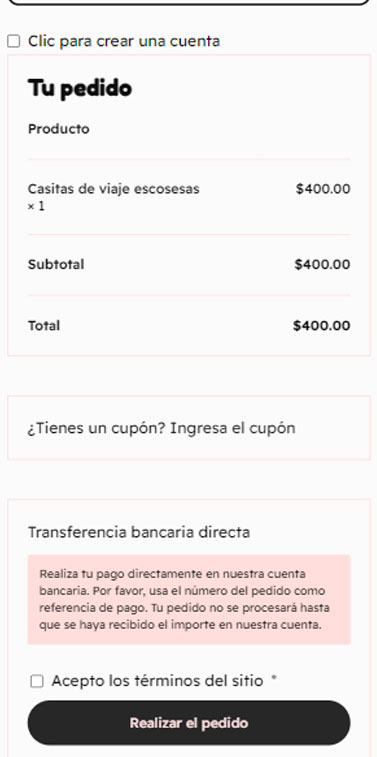 Clic para crear una cuenta
Tu pedido
Producto
Casitas de viaje escosesas $400.00
× 1
Subtotal $400.00
Total $400.00
¿Tienes un cupón? Ingresa el cupón
Transferencia bancaria directa
Realiza tu pago directamente en nuestra cuenta
bancaria. Por favor, usa el número del pedido como
referencia de pago. Tu pedido no se procesará hasta
que se haya recibido el importe en nuestra cuenta.
Acepto los términos del sitio *
Realizar el pedido